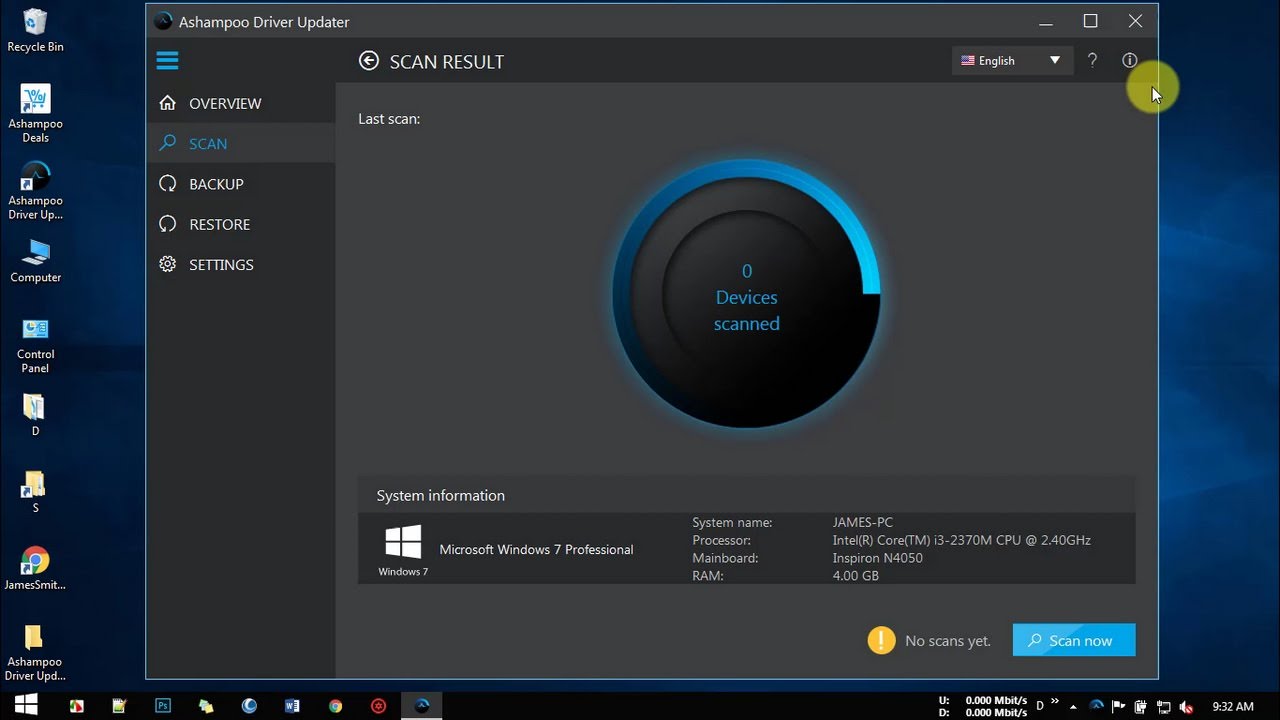 Recycle Bin
Ashampoo
Deals
Ashampoo
Driver Up...
Computer
Control
Panel
D
S
JamesSmit...
Ashampoo
Driver Upd...
Ashampoo Driver Updater
SCAN RESULT
English
?
OVERVIEW
SCAN
BACKUP
RESTORE
SETTINGS
Last scan:
0
Devices
scanned
System information
Windows 7
Microsoft Windows 7 Professional
System name: JAMES-PC
Processor: Intel(R) Core(TM) i3-2370M CPU @ 2.40GHz
Mainboard: Inspiron N4050
RAM: 4.00 GB
No scans yet.
Scan now
Ps
U: 0.000 Mbit/s
D: 0.000 Mbit/s
D
9:32 AM